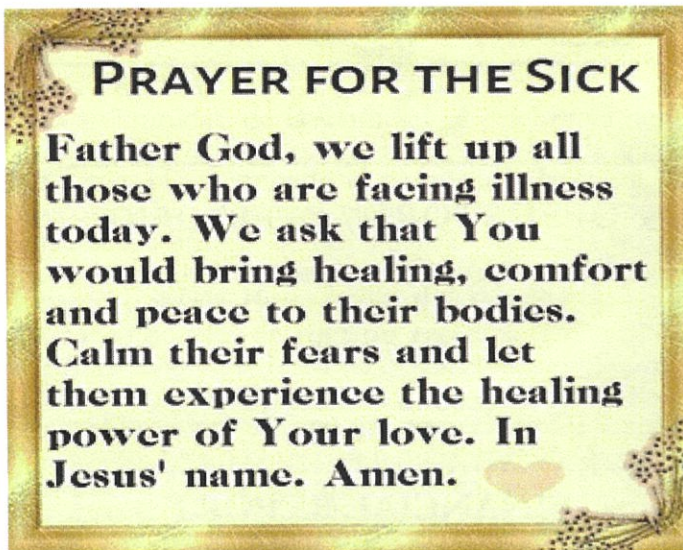 PRAYER FOR THE SICK
Father God, we lift up all
those who are facing illness
today. We ask that You
would bring healing, comfort
and peace to their bodies.
Calm their fears and let
them experience the healing
power of Your love. In
Jesus' name. Amen.